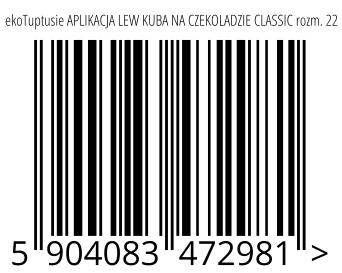 ekoTuptusie APLIKACJA LEW KUBA NA CZEKOLADZIE CLASSIC rozm. 22
5 904083 472981 >